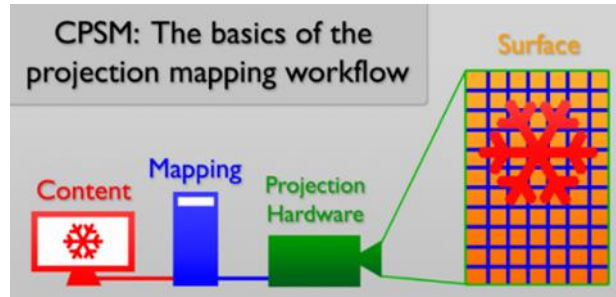 CPSM: The basics of the
projection mapping workflow
Surface
Content
Mapping
Projection
Hardware